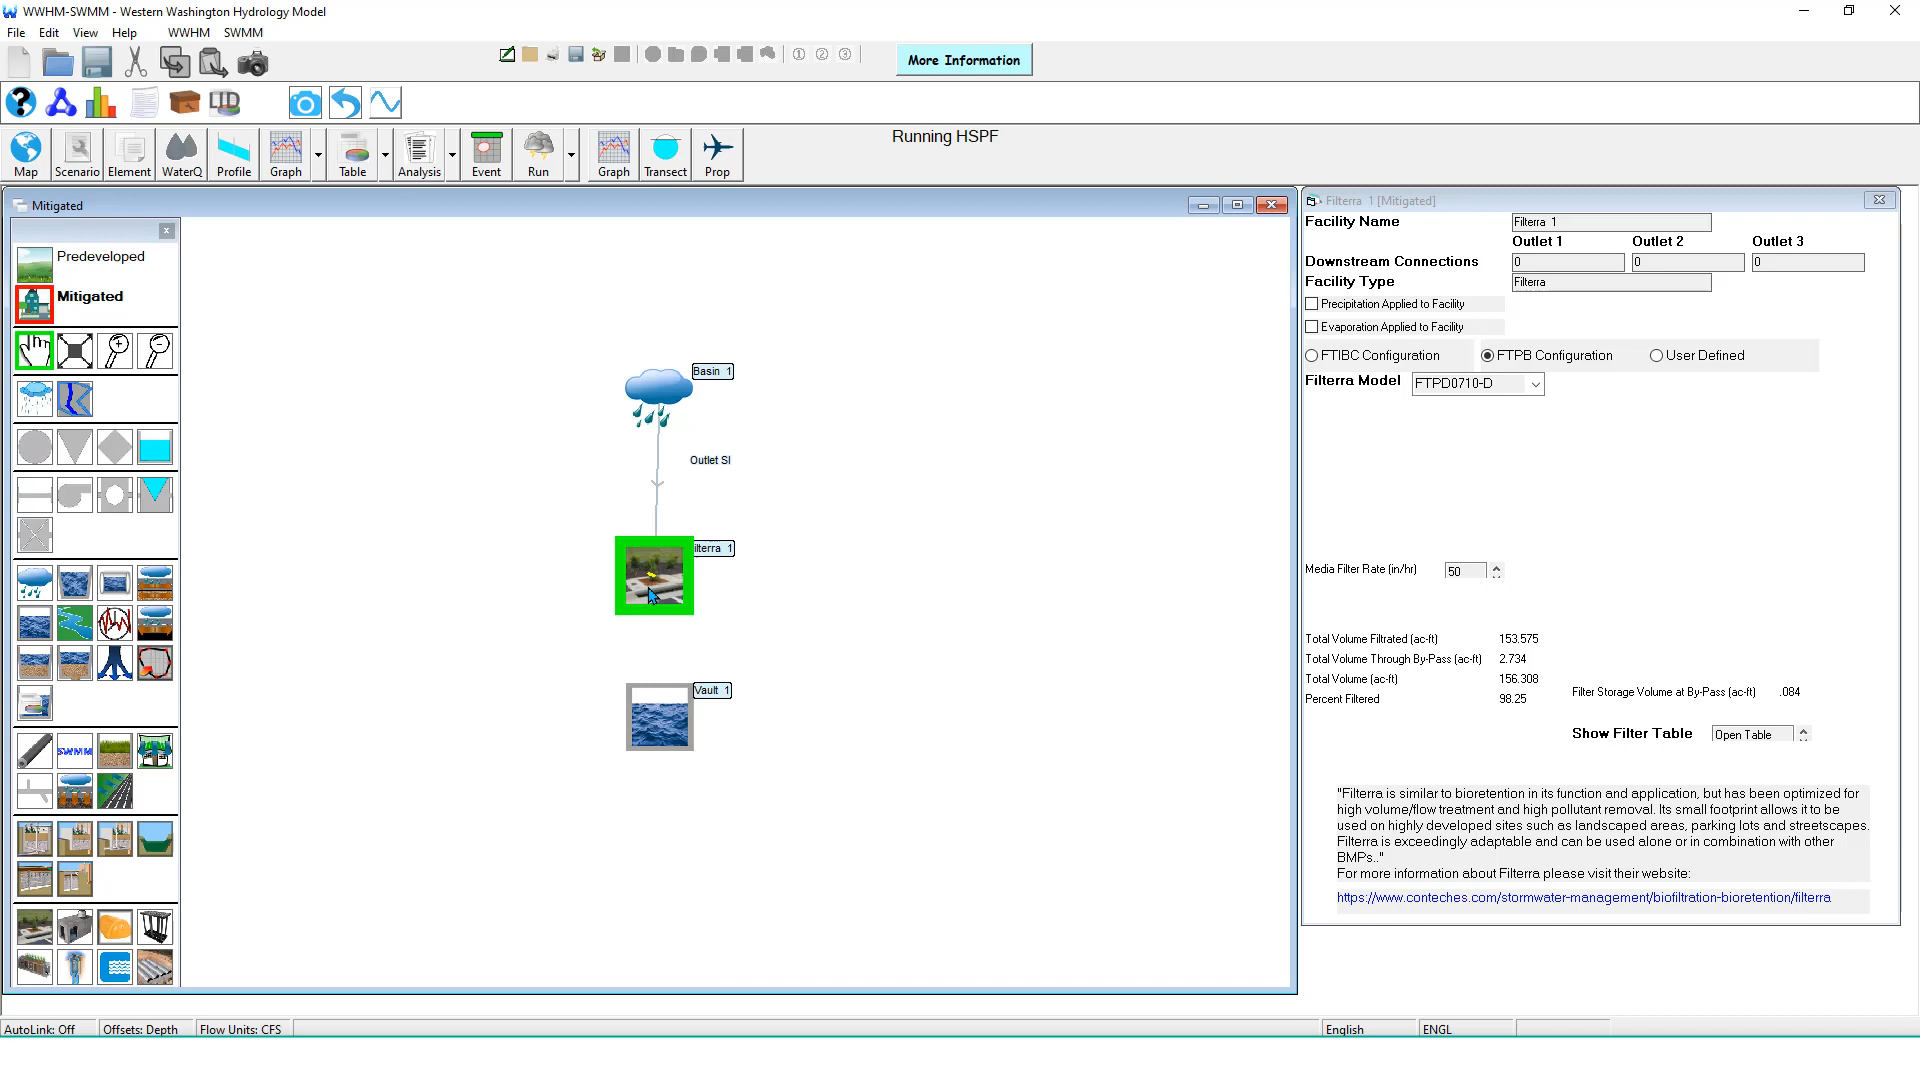 WWHM-SWMM - Western Washington Hydrology Model
File Edit View Help WWHM SWMM
① ② ③
More Information
LID
Map Scenario Element WaterQ Profile Graph Table Analysis Event Run Graph Transect Prop
Running HSPF
Mitigated
Predeveloped
Mitigated
Basin 1
Outlet SI
ilterra 1
Vault 1
SWMM
Filterra 1 [Mitigated]
Facility Name Filterra 1
Outlet 1 Outlet 2 Outlet 3
Downstream Connections 0 0 0
Facility Type Filterra
Precipitation Applied to Facility
Evaporation Applied to Facility
FTIBC Configuration FTPB Configuration User Defined
Filterra Model FTPD0710-D
Media Filter Rate (in/hr) 50
Total Volume Filtrated (ac-ft) 153.575
Total Volume Through By-Pass (ac-ft) 2.734
Total Volume (ac-ft) 156.308
Percent Filtered 98.25
Filter Storage Volume at By-Pass (ac-ft) .084
Show Filter Table Open Table
"Filterra is similar to bioretention in its function and application, but has been optimized for
high volume/flow treatment and high pollutant removal. Its small footprint allows it to be
used on highly developed sites such as landscaped areas, parking lots and streetscapes.
Filterra is exceedingly adaptable and can be used alone or in combination with other
BMPs.."
For more information about Filterra please visit their website:
https://www.conteches.com/stormwater-management/biofiltration-bioretention/filterra
AutoLink: Off Offsets: Depth Flow Units: CFS English ENGL